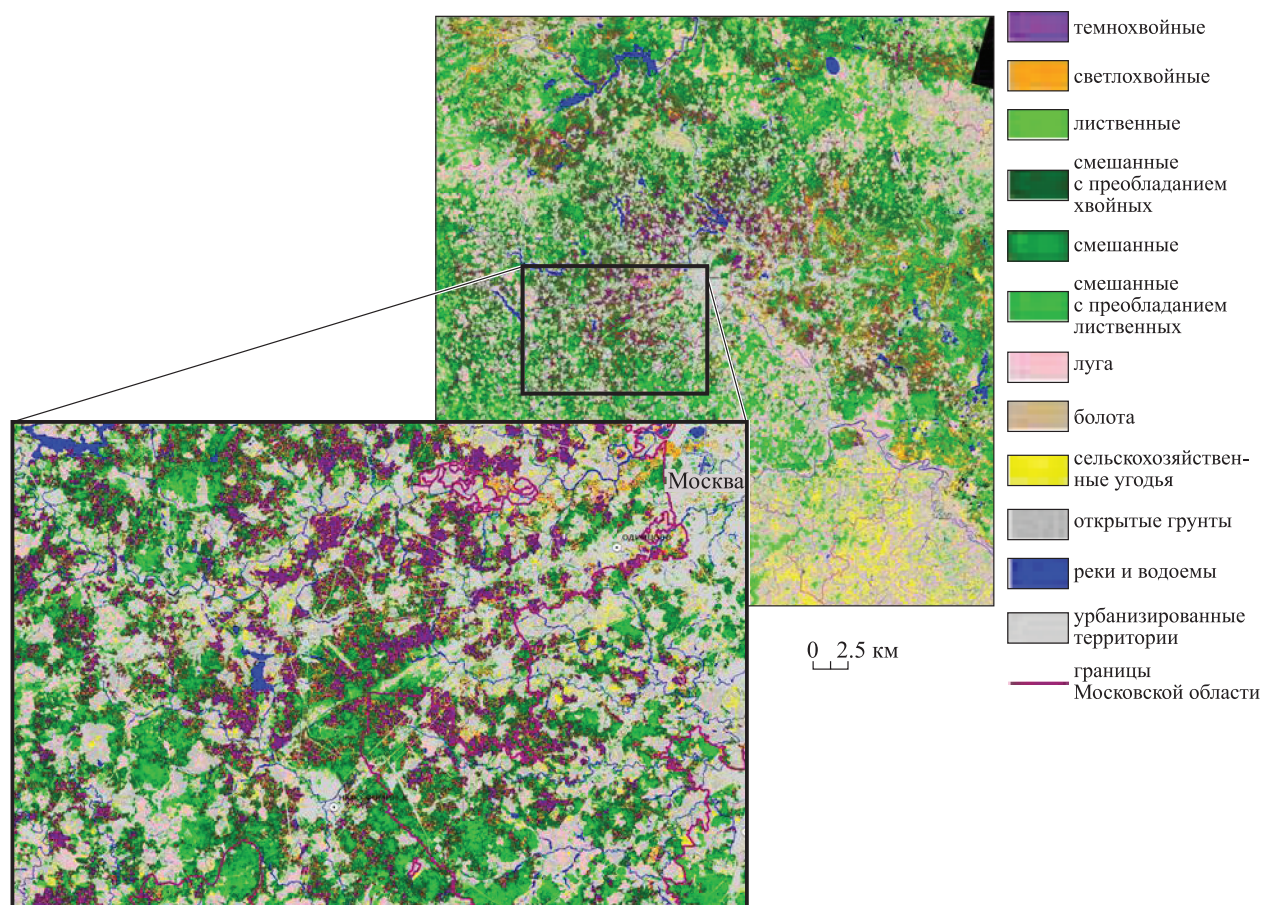 темнохвойные
светлохвойные
лиственные
смешанные
с преобладанием
хвойных
смешанные
смешанные
с преобладанием
лиственных
луга
болота
сельскохозяйствен-
ные угодья
открытые грунты
реки и водоемы
урбанизированные
территории
границы
Московской области
Москва
0 2.5 км